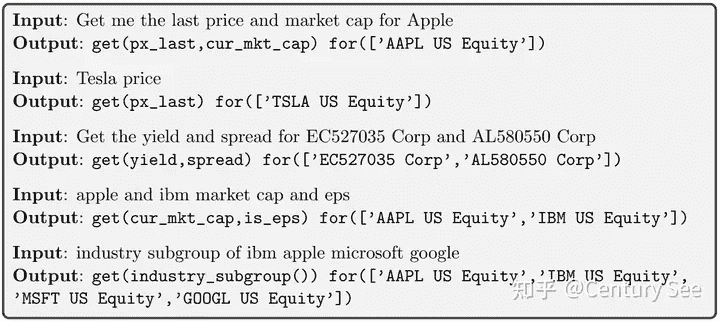 Input: Get me the last price and market cap for Apple
Output: get(px_last,cur_mkt_cap) for(['AAPL US Equity'])
Input: Tesla price
Output: get(px_last) for(['TSLA US Equity'])
Input: Get the yield and spread for EC527035 Corp and AL580550 Corp
Output: get(yield,spread) for(['EC527035 Corp','AL580550 Corp'])
Input: apple and ibm market cap and eps
Output: get(cur_mkt_cap,is_eps) for(['AAPL US Equity','IBM US Equity'])
Input: industry subgroup of ibm apple microsoft google
Output: get(industry_subgroup()) for(['AAPL US Equity','IBM US Equity',
'MSFT US Equity','GOOGL US Equity'])
知乎 @Century See